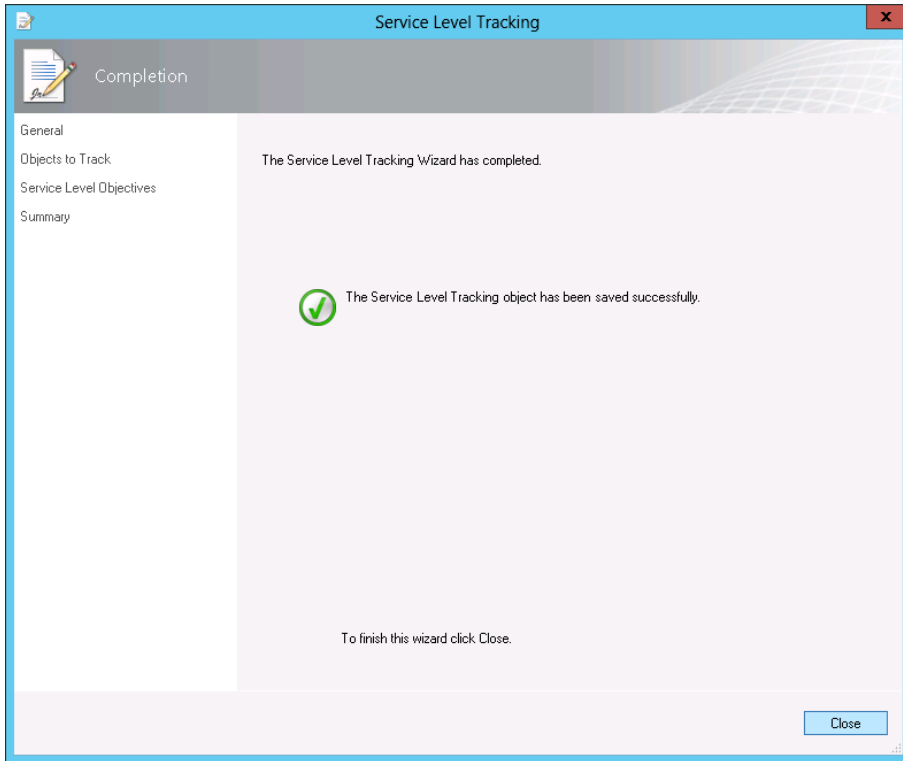 Service Level Tracking
x
Completion
General
Objects to Track
Service Level Objectives
Summary
The Service Level Tracking Wizard has completed.
The Service Level Tracking object has been saved successfully.
To finish this wizard click Close.
Close